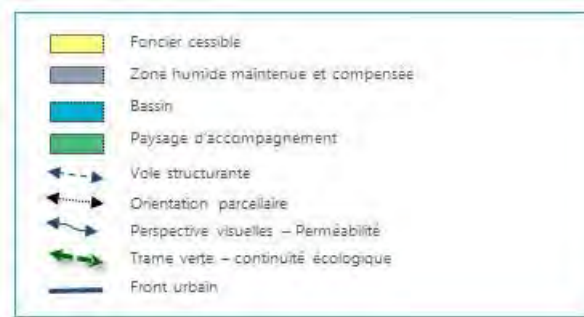 Foncier cessible
Zone humide maintenue et compensée
Bassin
Paysage d'accompagnement
Voie structurante
Orientation parcellaire
Perspective visuelles – Perméabilité
Trame verte – continuité écologique
Front urbain